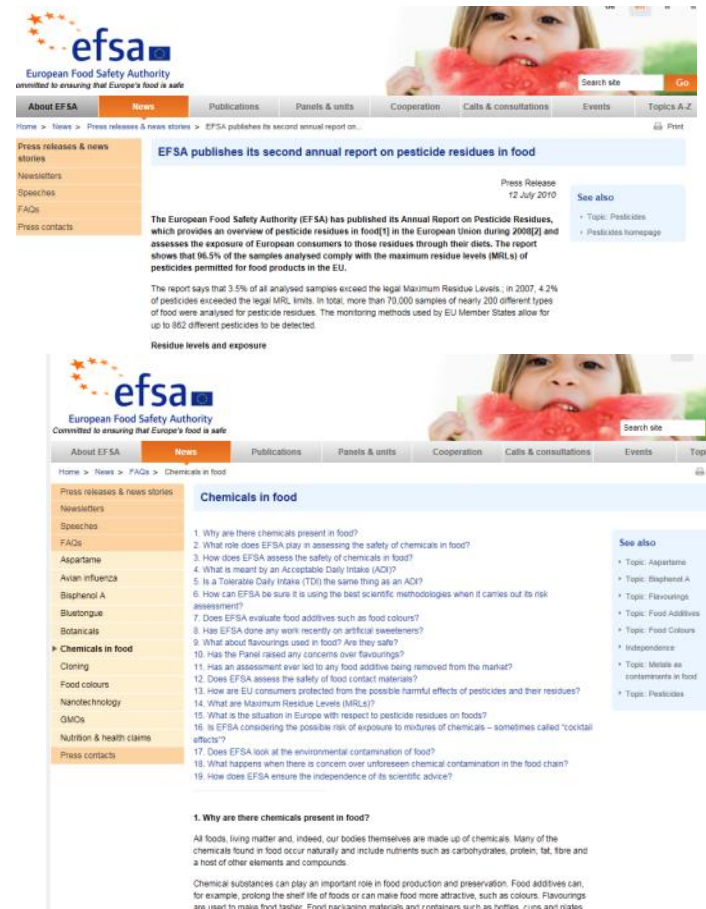 en
efsa
European Food Safety Authority
ommitted to ensuring that Europe's food is safe
Search site
Go
About EFSA
News
Publications
Panels & units
Cooperation
Calls & consultations
Events
Topics A-Z
Home > News > Press releases & news stories > EFSA publishes its second annual report on...
Print
Press releases & news
stories
Newsletters
Speeches
FAQs
Press contacts
EFSA publishes its second annual report on pesticide residues in food
Press Release
12 July 2010
See also
Topic: Pesticides
Pesticides homepage
The European Food Safety Authority (EFSA) has published its Annual Report on Pesticide Residues,
which provides an overview of pesticide residues in food[1] in the European Union during 2008[2] and
assesses the exposure of European consumers to those residues through their diets. The report
shows that 96.5% of the samples analysed comply with the maximum residue levels (MRLs) of
pesticides permitted for food products in the EU.
The report says that 3.5% of all analysed samples exceed the legal Maximum Residue Levels.; in 2007, 4.2%
of pesticides exceeded the legal MRL limits. In total, more than 70,000 samples of nearly 200 different types
of food were analysed for pesticide residues. The monitoring methods used by EU Member States allow for
up to 862 different pesticides to be detected.
Residue levels and exposure
efsa
European Food Safety Authority
Committed to ensuring that Europe's food is safe
Search site
About EFSA
News
Publications
Panels & units
Cooperation
Calls & consultations
Events
Top
Home > News > FAQs > Chemicals in food
Press releases & news stories
Newsletters
Speeches
FAQs
Aspartame
Avian influenza
Bisphenol A
Bluetongue
Botanicals
Chemicals in food
Cloning
Food colours
Nanotechnology
GMOs
Nutrition & health claims
Press contacts
Chemicals in food
1. Why are there chemicals present in food?
2. What role does EFSA play in assessing the safety of chemicals in food?
3. How does EFSA assess the safety of chemicals in food?
4. What is meant by an Acceptable Daily Intake (ADI)?
5. Is a Tolerable Daily Intake (TDI) the same thing as an ADI?
6. How can EFSA be sure it is using the best scientific methodologies when it carries out its risk
assessment?
7. Does EFSA evaluate food additives such as food colours?
8. Has EFSA done any work recently on artificial sweeteners?
9. What about flavourings used in food? Are they safe?
10. Has the Panel raised any concerns over flavourings?
11. Has an assessment ever led to any food additive being removed from the market?
12. Does EFSA assess the safety of food contact materials?
13. How are EU consumers protected from the possible harmful effects of pesticides and their residues?
14. What are Maximum Residue Levels (MRLs)?
15. What is the situation in Europe with respect to pesticide residues on foods?
16. Is EFSA considering the possible risk of exposure to mixtures of chemicals – sometimes called "cocktail
effects"?
17. Does EFSA look at the environmental contamination of food?
18. What happens when there is concern over unforeseen chemical contamination in the food chain?
19. How does EFSA ensure the independence of its scientific advice?
See also
Topic: Aspartame
Topic: Bisphenol A
Topic: Flavourings
Topic: Food Additives
Topic: Food Colours
Independence
Topic: Metals as
contaminents in food
Topic: Pesticides
1. Why are there chemicals present in food?
All foods, living matter and, indeed, our bodies themselves are made up of chemicals. Many of the
chemicals found in food occur naturally and include nutrients such as carbohydrates, protein, fat, fibre and
a host of other elements and compounds.
Chemical substances can play an important role in food production and preservation. Food additives can,
for example, prolong the shelf life of foods or can make food more attractive, such as colours. Flavourings
are used to make food tastier. Food packaging materials and containers such as bottles, cups and plates